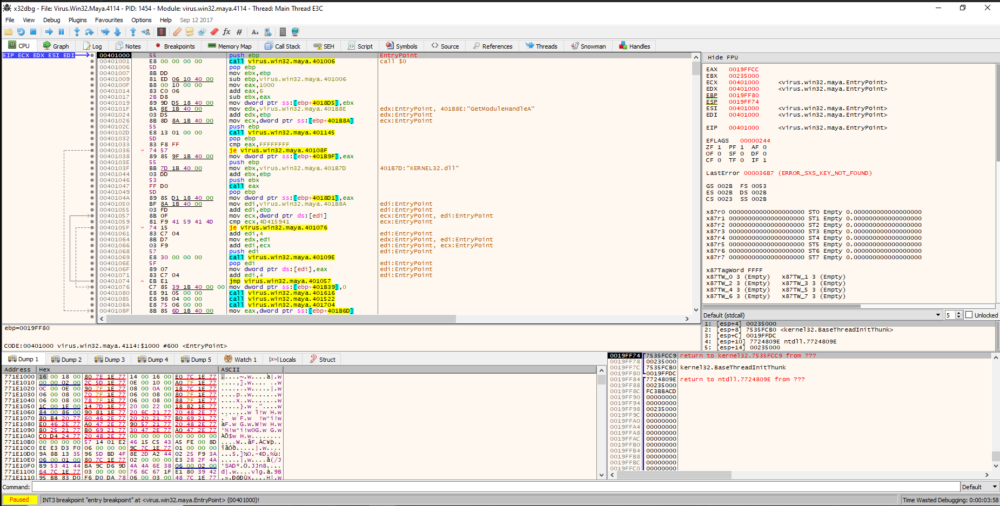 x32dbg - File: Virus.Win32.Maya.4114 - PID: 1454 - Module: virus.win32.maya.4114 - Thread: Main Thread E3C
File View Debug Plugins Favourites Options Help Sep 12 2017
CPU Graph Log Notes Breakpoints Memory Map Call Stack SEH Script Symbols Source References Threads Snowman Handles
EIP ECX EDX ESI EDI
00401000 55 push ebp EntryPoint
00401001 E8 00 00 00 00 call virus.win32.maya.401006 call $0
00401006 5D pop ebp
00401007 8B DD mov ebx,ebp
00401009 81 ED 06 10 40 00 sub ebp,virus.win32.maya.401006
0040100F B8 00 10 00 00 mov eax,1000
00401014 83 C0 06 add eax,6
00401017 2B D8 sub ebx,eax
00401019 89 9D D5 18 40 00 mov dword ptr ss:[ebp+4018D5],ebx
0040101F BA 8E 1B 40 00 mov edx,virus.win32.maya.401B8E edx:EntryPoint, 401B8E:"GetModuleHandleA"
00401024 03 D5 add edx,ebp edx:EntryPoint
00401026 8B 8D 8A 1B 40 00 mov ecx,dword ptr ss:[ebp+401B8A] ecx:EntryPoint
0040102C 55 push ebp
0040102D E8 13 01 00 00 call virus.win32.maya.401145
00401032 5D pop ebp
00401033 83 F8 FF cmp eax,FFFFFFFF
00401036 74 57 je virus.win32.maya.40108F
00401038 89 85 9F 1B 40 00 mov dword ptr ss:[ebp+401B9F],eax
0040103E 55 push ebp
0040103F BB 7D 1B 40 00 mov ebx,virus.win32.maya.401B7D 401B7D:"KERNEL32.dll"
00401044 03 DD add ebx,ebp
00401046 53 push ebx
00401047 FF D0 call eax
00401049 5D pop ebp
0040104A 89 85 D1 18 40 00 mov dword ptr ss:[ebp+4018D1],eax
00401050 BF 8A 1B 40 00 mov edi,virus.win32.maya.401B8A edi:EntryPoint
00401055 03 FD add edi,ebp edi:EntryPoint
00401057 8B 0F mov ecx,dword ptr ds:[edi] ecx:EntryPoint, edi:EntryPoint
00401059 81 F9 41 59 41 4D cmp ecx,4D415941 ecx:EntryPoint
0040105F 74 15 je virus.win32.maya.401076
00401061 83 C7 04 add edi,4 edi:EntryPoint
00401064 8B D7 mov edx,edi edx:EntryPoint, edi:EntryPoint
00401066 03 F9 add edi,ecx edi:EntryPoint, ecx:EntryPoint
00401068 57 push edi edi:EntryPoint
00401069 E8 30 00 00 00 call virus.win32.maya.40109E
0040106E 5F pop edi edi:EntryPoint
0040106F 89 07 mov dword ptr ds:[edi],eax edi:EntryPoint
00401071 83 C7 04 add edi,4 edi:EntryPoint
00401074 EB E1 jmp virus.win32.maya.401057
00401076 C7 85 39 1B 40 00 00 mov dword ptr ss:[ebp+401B39],0
00401080 E8 91 05 00 00 call virus.win32.maya.401616
00401085 E8 98 04 00 00 call virus.win32.maya.401522
0040108A E8 75 06 00 00 call virus.win32.maya.401704
0040108F 8B 85 6D 1B 40 00 mov eax,dword ptr ss:[ebp+401B6D]
Hide FPU
EAX 0019FFCC
EBX 00235000
ECX 00401000 <virus.win32.maya.EntryPoint>
EDX 00401000 <virus.win32.maya.EntryPoint>
EBP 0019FF80
ESP 0019FF74
ESI 00401000 <virus.win32.maya.EntryPoint>
EDI 00401000 <virus.win32.maya.EntryPoint>
EIP 00401000 <virus.win32.maya.EntryPoint>
EFLAGS 00000244
ZF 1 PF 1 AF 0
OF 0 SF 0 DF 0
CF 0 TF 0 IF 1
LastError 000036B7 (ERROR_SXS_KEY_NOT_FOUND)
GS 002B FS 0053
ES 002B DS 002B
CS 0023 SS 002B
x87r0 00000000000000000000 ST0 Empty 0.000000000000000000
x87r1 00000000000000000000 ST1 Empty 0.000000000000000000
x87r2 00000000000000000000 ST2 Empty 0.000000000000000000
x87r3 00000000000000000000 ST3 Empty 0.000000000000000000
x87r4 00000000000000000000 ST4 Empty 0.000000000000000000
x87r5 00000000000000000000 ST5 Empty 0.000000000000000000
x87r6 00000000000000000000 ST6 Empty 0.000000000000000000
x87r7 00000000000000000000 ST7 Empty 0.000000000000000000
x87TagWord FFFF
x87TW_0 3 (Empty) x87TW_1 3 (Empty)
x87TW_2 3 (Empty) x87TW_3 3 (Empty)
x87TW_4 3 (Empty) x87TW_5 3 (Empty)
x87TW_6 3 (Empty) x87TW_7 3 (Empty)
Default (stdcall) 5 Unlocked
1: [esp+4] 00235000
2: [esp+8] 7535FCB0 <kernel32.BaseThreadInitThunk>
3: [esp+C] 0019FFDC
4: [esp+10] 7724809E ntdll.7724809E
5: [esp+14] 00235000
ebp=0019FF80
CODE:00401000 virus.win32.maya.4114:$1000 #600 <EntryPoint>
Dump 1 Dump 2 Dump 3 Dump 4 Dump 5 Watch 1 [x=] Locals Struct
Address Hex ASCII
771E1000 16 00 18 00 80 7E 1E 77 14 00 16 00 E0 7C 1E 77
771E1010 00 00 02 00 2C 5D 1E 77 0E 00 10 00 A0 7F 1E 77
771E1020 0C 00 0E 00 90 7F 1E 77 08 00 0A 00 18 7C 1E 77
771E1030 06 00 08 00 70 7F 1E 77 06 00 08 00 80 7F 1E 77
771E1040 06 00 08 00 78 7F 1E 77 06 00 08 00 88 7F 1E 77
771E1050 1C 00 1E 00 14 7D 1E 77 20 00 22 00 18 82 1E 77
771E1060 84 00 86 00 90 81 1E 77 20 6C 21 77 20 48 2E 77
771E1070 80 B4 20 77 60 46 2E 77 20 20 21 77 B0 69 21 77
771E1080 E0 46 2E 77 A0 47 2E 77 90 57 21 77 20 48 2E 77
771E1090 B0 25 21 77 B0 69 21 77 30 47 2E 77 A0 47 2E 77
771E10A0 C0 D4 24 77 20 48 2E 77 00 00 00 00 00 00 00 00
771E10B0 00 00 00 00 57 14 01 E2 46 15 C5 43 A5 FE 00 8D
771E10C0 EE E3 D3 F0 06 00 00 00 9C 7C 1E 77 01 00 00 00
771E10D0 9A 8B 13 35 96 5D BD 4F 8E 2D A2 44 02 25 F9 3A
771E10E0 06 00 01 00 80 7C 1E 77 02 00 00 00 E3 28 2F 4A
771E10F0 B9 53 41 44 BA 9C D6 9D 4A 4A 6E 38 06 00 02 00
771E1100 64 7C 1E 77 03 00 00 00 76 6C 67 1F E1 80 39 42
771E1110 95 BB 83 D0 F6 D0 DA 78 06 00 03 00 48 7C 1E 77
0019FF74 7535FCC9 return to kernel32.7535FCC9 from ???
0019FF78 00235000
0019FF7C 7535FCB0 kernel32.BaseThreadInitThunk
0019FF80 0019FFDC
0019FF84 7724809E return to ntdll.7724809E from ???
0019FF88 00235000
0019FF8C FC3BBACD
0019FF90 00000000
0019FF94 00000000
0019FF98 00235000
0019FF9C 00000000
0019FFA0 00000000
0019FFA4 00000000
0019FFA8 00000000
0019FFAC 00000000
0019FFB0 00000000
0019FFB4 00000000
0019FFB8 00000000
0019FFBC 00000000
0019FFC0 00000000
Command: Default
Paused INT3 breakpoint "entry breakpoint" at <virus.win32.maya.EntryPoint> (00401000)! Time Wasted Debugging: 0:00:03:58